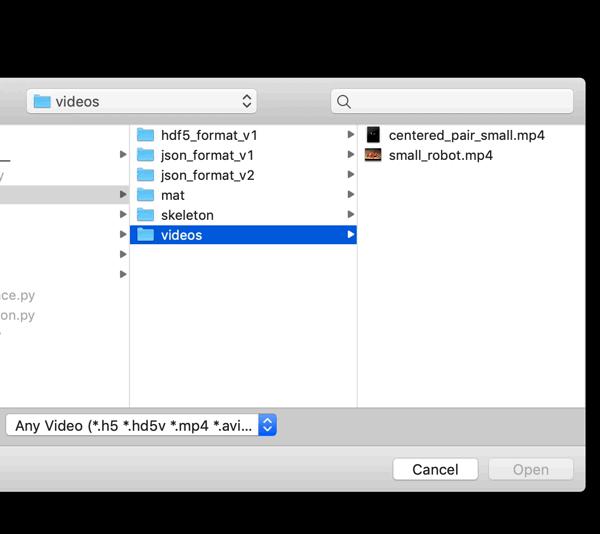 videos
hdf5_format_v1
json_format_v1
json_format_v2
mat
skeleton
videos
centered_pair_small.mp4
small_robot.mp4
ce.py
on.py
Any Video (*.h5 *.hd5v *.mp4 *.avi...
Cancel
Open